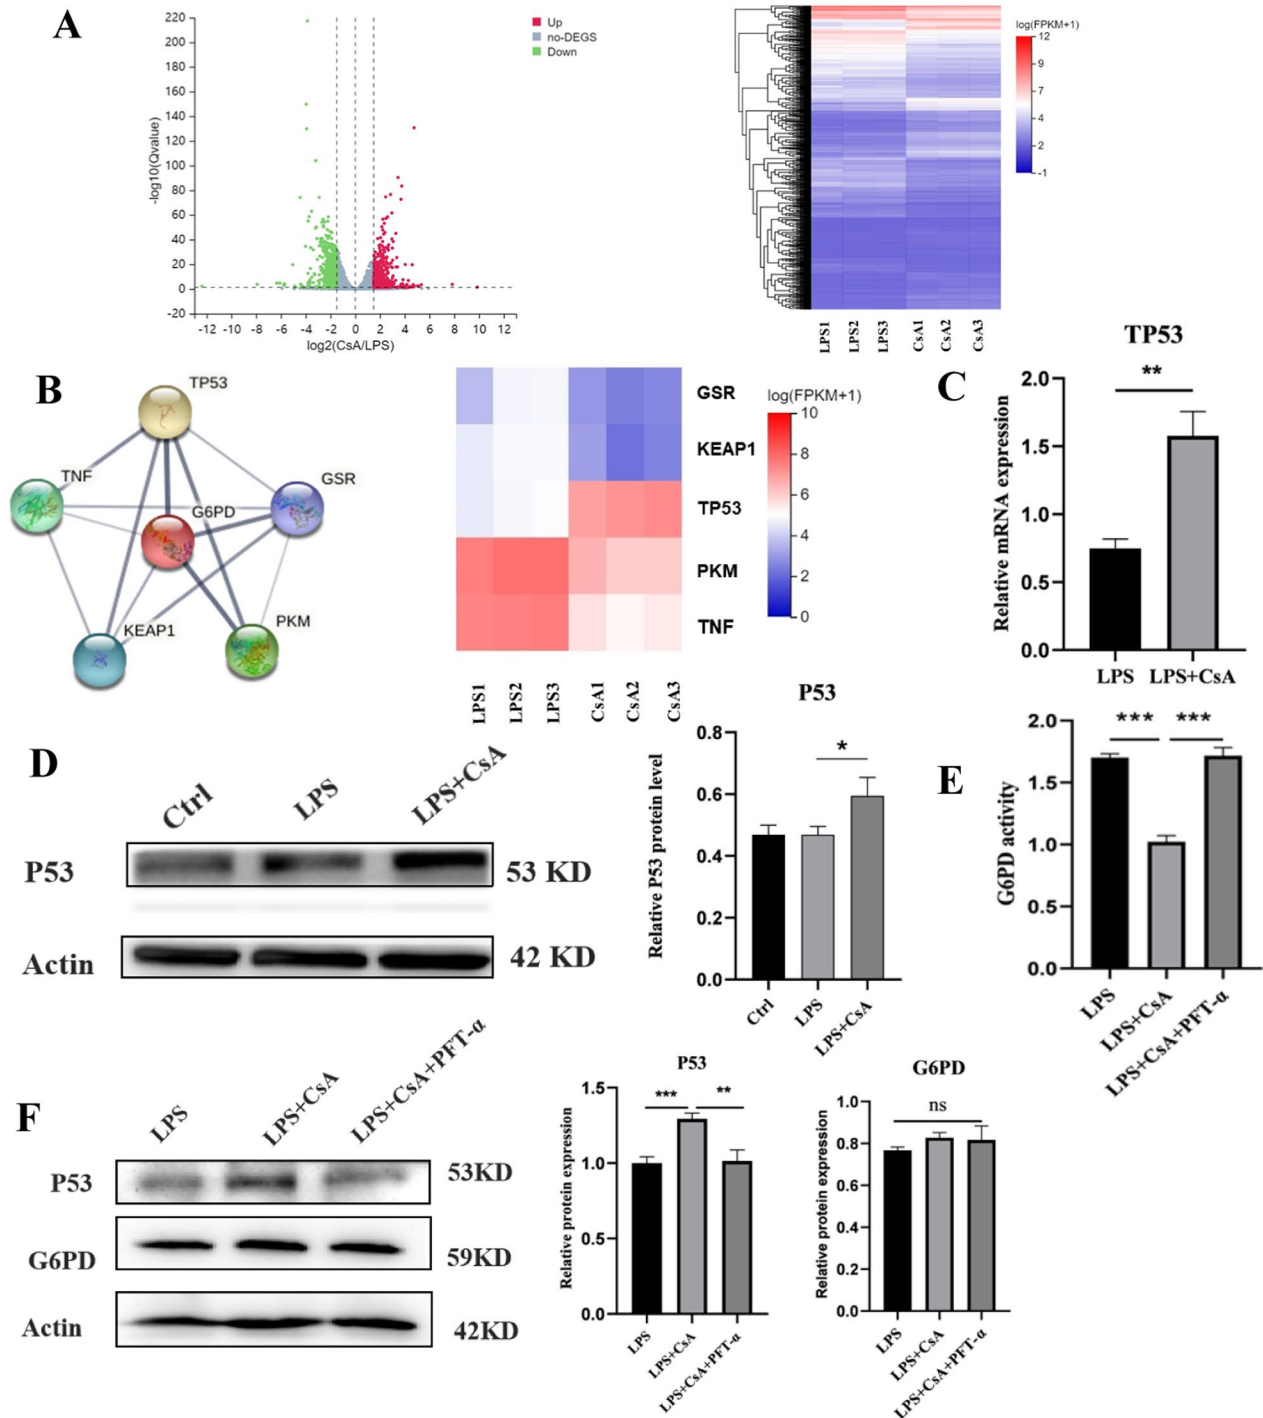 A
220
200
180
160
140
120
100
80
60
40
20
0
-20
-log10(Qvalue)
-12 -10 -8 -6 -4 -2 0 2 4 6 8 10 12
log2(CsA/LPS)
Up
no-DEGS
Down
log(FPKM+1)
12
9
7
4
2
-1
LPS1 LPS2 LPS3 CsA1 CsA2 CsA3
B
TP53
TNF
GSR
G6PD
KEAP1
PKM
GSR
KEAP1
TP53
PKM
TNF
LPS1 LPS2 LPS3 CsA1 CsA2 CsA3
log(FPKM+1)
10
8
6
4
2
0
C
TP53
**
Relative mRNA expression
2.0
1.5
1.0
0.5
0.0
LPS LPS+CsA
D
Ctrl LPS LPS+CsA
P53 53 KD
Actin 42 KD
P53
*
Relative P53 protein level
0.8
0.6
0.4
0.2
0.0
Ctrl LPS LPS+CsA
E
*** ***
G6PD activity
2.0
1.5
1.0
0.5
0.0
LPS LPS+CsA LPS+CsA+PFT-α
F
LPS LPS+CsA LPS+CsA+PFT-α
P53 53KD
G6PD 59KD
Actin 42KD
P53
*** **
Relative protein expression
1.5
1.0
0.5
0.0
LPS LPS+CsA LPS+CsA+PFT-α
G6PD
ns
Relative protein expression
1.0
0.8
0.6
0.4
0.2
0.0
LPS LPS+CsA LPS+CsA+PFT-α